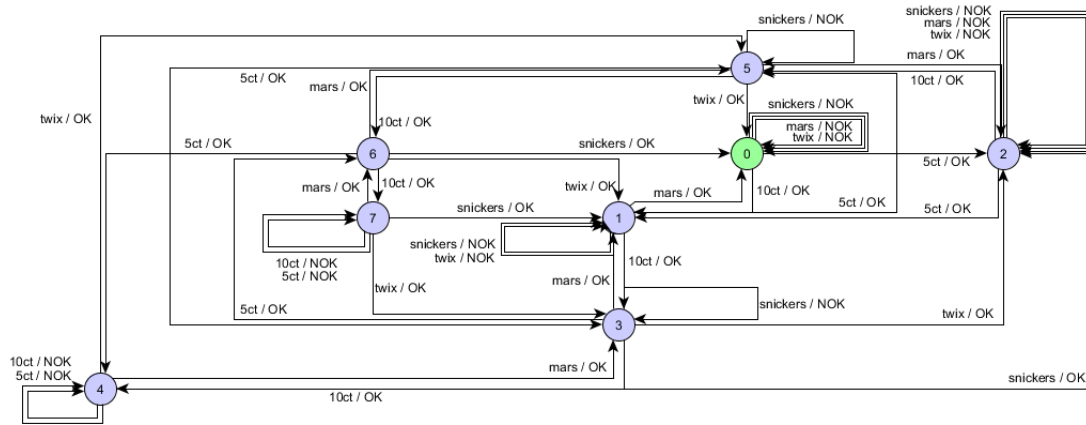 snickers / NOK
snickers / NOK
mars / NOK
twix / NOK
5
mars / OK
5ct / OK
mars / OK
10ct / OK
twix / OK
snickers / NOK
twix / OK
10ct / OK
mars / NOK
twix / NOK
5ct / OK
snickers / OK
6
0
2
5ct / OK
10ct / OK
mars / OK
twix / OK
mars / OK
10ct / OK
5ct / OK
5ct / OK
snickers / OK
7
1
snickers / NOK
twix / NOK
10ct / NOK
5ct / NOK
10ct / OK
mars / OK
twix / OK
snickers / NOK
5ct / OK
5ct / OK
3
twix / OK
10ct / NOK
5ct / NOK
mars / OK
snickers / OK
4
10ct / OK